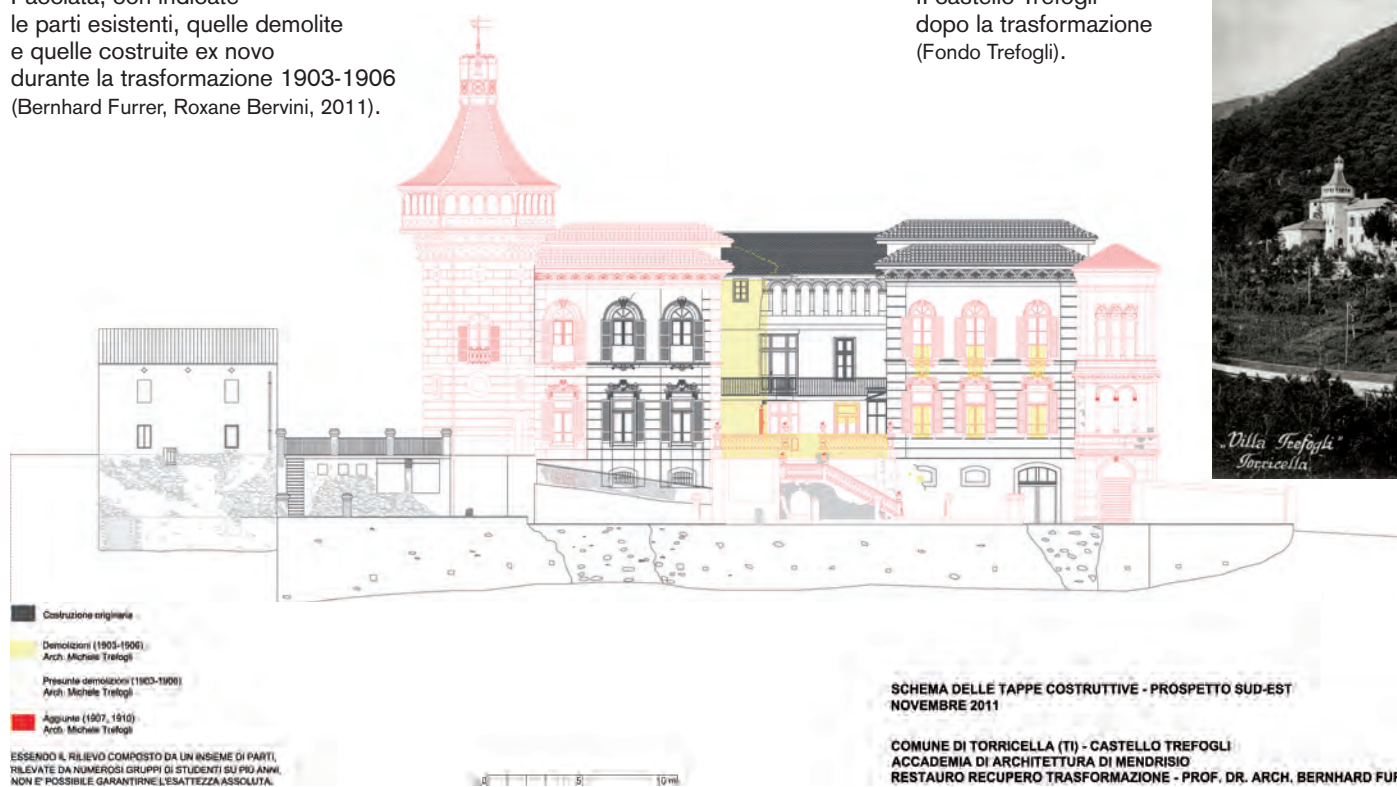 le parti esistenti, quelle demolite
e quelle costruite ex novo
durante la trasformazione 1903-1906
(Bernhard Furrer, Roxane Bervini, 2011).
Il castello Trefogli
dopo la trasformazione
(Fondo Trefogli).
„Villa Trefogli"
Torricella
Costruzione originaria
Demolizioni (1903-1906)
Arch. Michele Trefogli
Presunte demolizioni (1903-1906)
Arch. Michele Trefogli
Aggiunte (1907, 1910)
Arch. Michele Trefogli
ESSENDO IL RILIEVO COMPOSTO DA UN INSIEME DI PARTI,
RILEVATE DA NUMEROSI GRUPPI DI STUDENTI SU PIÙ ANNI,
NON E' POSSIBILE GARANTIRNE L'ESATTEZZA ASSOLUTA.
0 5 10 ml
SCHEMA DELLE TAPPE COSTRUTTIVE - PROSPETTO SUD-EST
NOVEMBRE 2011
COMUNE DI TORRICELLA (TI) - CASTELLO TREFOGLI
ACCADEMIA DI ARCHITETTURA DI MENDRISIO
RESTAURO RECUPERO TRASFORMAZIONE - PROF. DR. ARCH. BERNHARD FUR